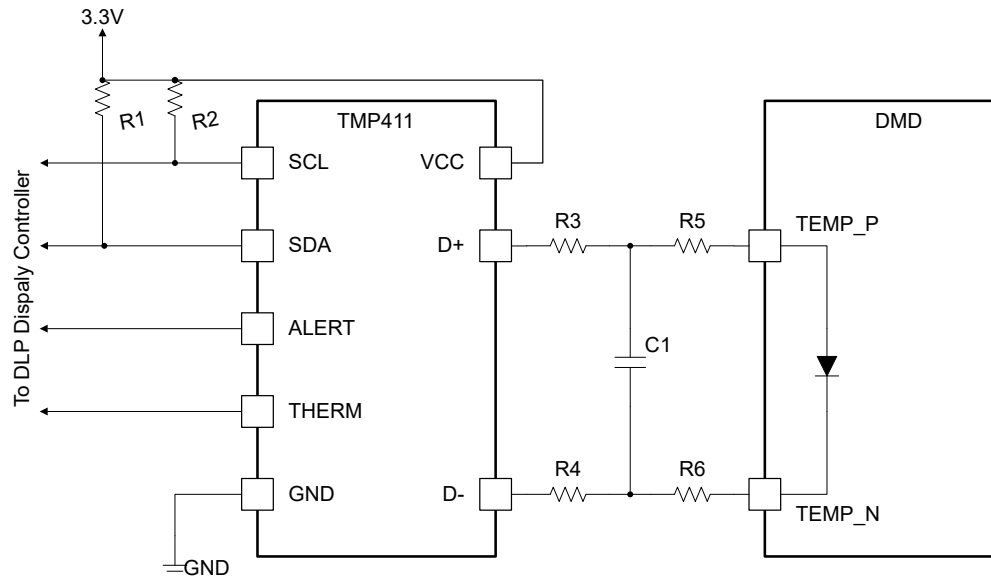 3.3V
R1
R2
TMP411
DMD
SCL
VCC
R3
R5
TEMP_P
SDA
D+
To DLP Dispaly Controller
ALERT
C1
THERM
R4
R6
GND
D-
TEMP_N
GND